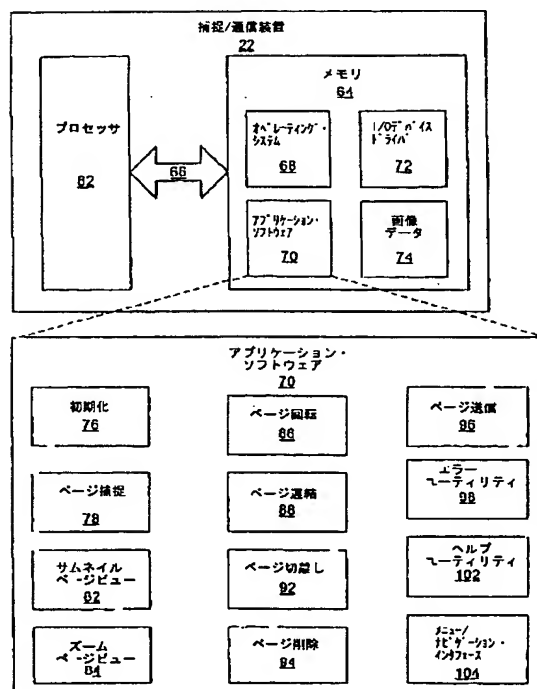 捕捉/通信装置
22
プロセッサ
62
66
メモリ
64
オペレーティング・
システム
68
I/Oデバイス
ドライバ
72
アプリケーション・
ソフトウェア
70
画像
データ
74
アプリケーション・
ソフトウェア
70
初期化
76
ページ回転
86
ページ送信
96
ページ捕捉
78
ページ連結
88
エラー
ユーティリティ
98
サムネイル
ページビュー
82
ページ切離し
92
ヘルプ
ユーティリティ
102
ズーム
ページビュー
84
ページ削除
94
メニュー/
ナビゲーション・
インタフェース
104